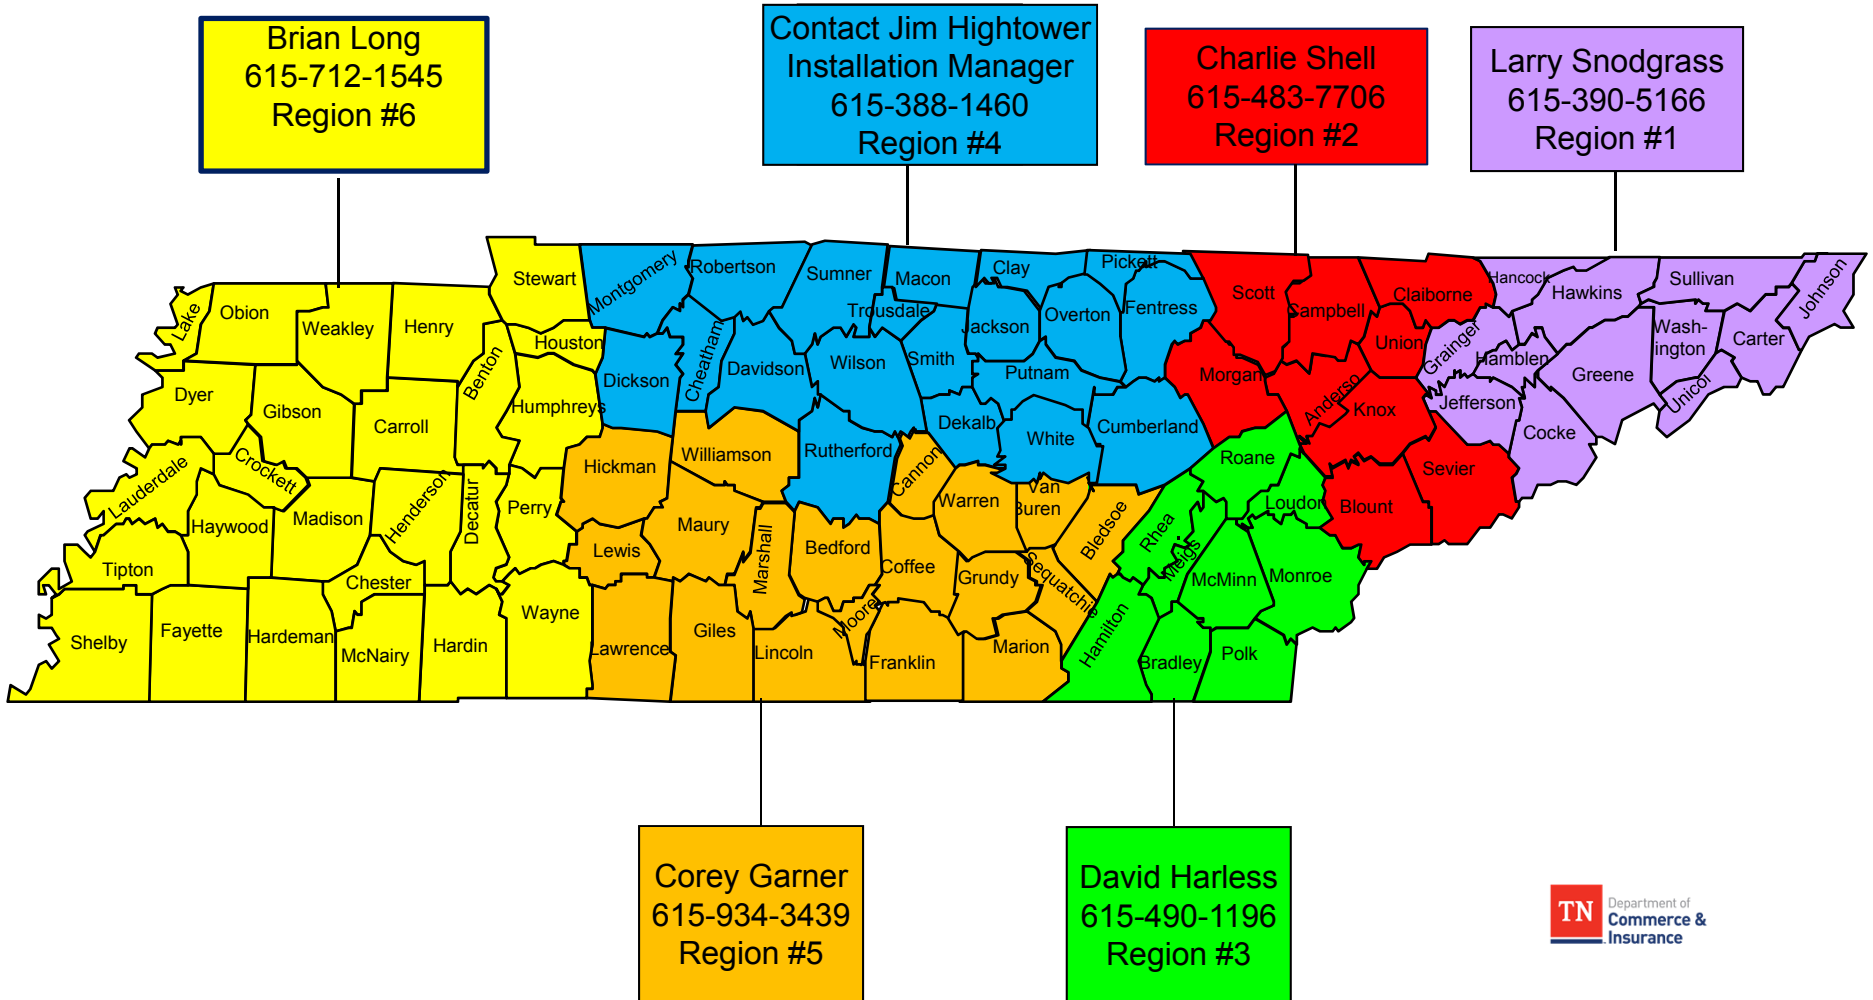 Brian Long
615-712-1545
Region #6
Contact Jim Hightower
Installation Manager
615-388-1460
Region #4
Charlie Shell
615-483-7706
Region #2
Larry Snodgrass
615-390-5166
Region #1
Stewart
Montgomery
Robertson
Sumner
Macon
Clay
Pickett
Scott
Campbell
Claiborne
Hancock
Hawkins
Sullivan
Johnson
Lake
Obion
Weakley
Henry
Houston
Benton
Humphreys
Dickson
Cheatham
Davidson
Wilson
Trousdale
Smith
Jackson
Overton
Fentress
Putnam
Morgan
Anderso
Union
Knox
Grainger
Hamblen
Jefferson
Greene
Wash-
ington
Carter
Unicoi
Cocke
Dyer
Gibson
Carroll
Crockett
Lauderdale
Haywood
Madison
Henderson
Decatur
Perry
Hickman
Williamson
Rutherford
Cannon
Dekalb
White
Cumberland
Warren
Van
Buren
Bledsoe
Rhea
Roane
Loudon
Blount
Sevier
Tipton
Chester
Lewis
Maury
Marshall
Bedford
Coffee
Grundy
Sequatchie
Meigs
McMinn
Monroe
Shelby
Fayette
Hardeman
McNairy
Hardin
Wayne
Lawrence
Giles
Lincoln
Moore
Franklin
Marion
Hamilton
Bradley
Polk
Corey Garner
615-934-3439
Region #5
David Harless
615-490-1196
Region #3
TN
Department of
Commerce &
Insurance